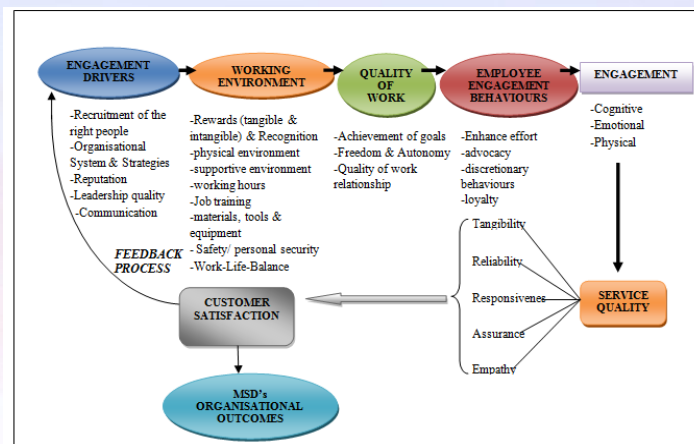 ENGAGEMENT
DRIVERS
WORKING
ENVIRONMENT
QUALITY
OF
WORK
EMPLOYEE
ENGAGEMENT
BEHAVIOURS
ENGAGEMENT
-Recruitment of the
right people
-Organisational
System & Strategies
-Reputation
-Leadership quality
-Communication
-Rewards (tangible &
intangible) & Recognition
-physical environment
-supportive environment
-working hours
-Job training
-materials, tools &
equipment
- Safety/ personal security
-Work-Life-Balance
-Achievement of goals
-Freedom & Autonomy
-Quality of work
relationship
-Enhance effort
-advocacy
-discretionary
behaviours
-loyalty
-Cognitive
-Emotional
-Physical
FEEDBACK
PROCESS
Tangibility
Reliability
Responsivenes
Assurance
Empathy
SERVICE
QUALITY
CUSTOMER
SATISFACTION
MSD's
ORGANISATIONAL
OUTCOMES